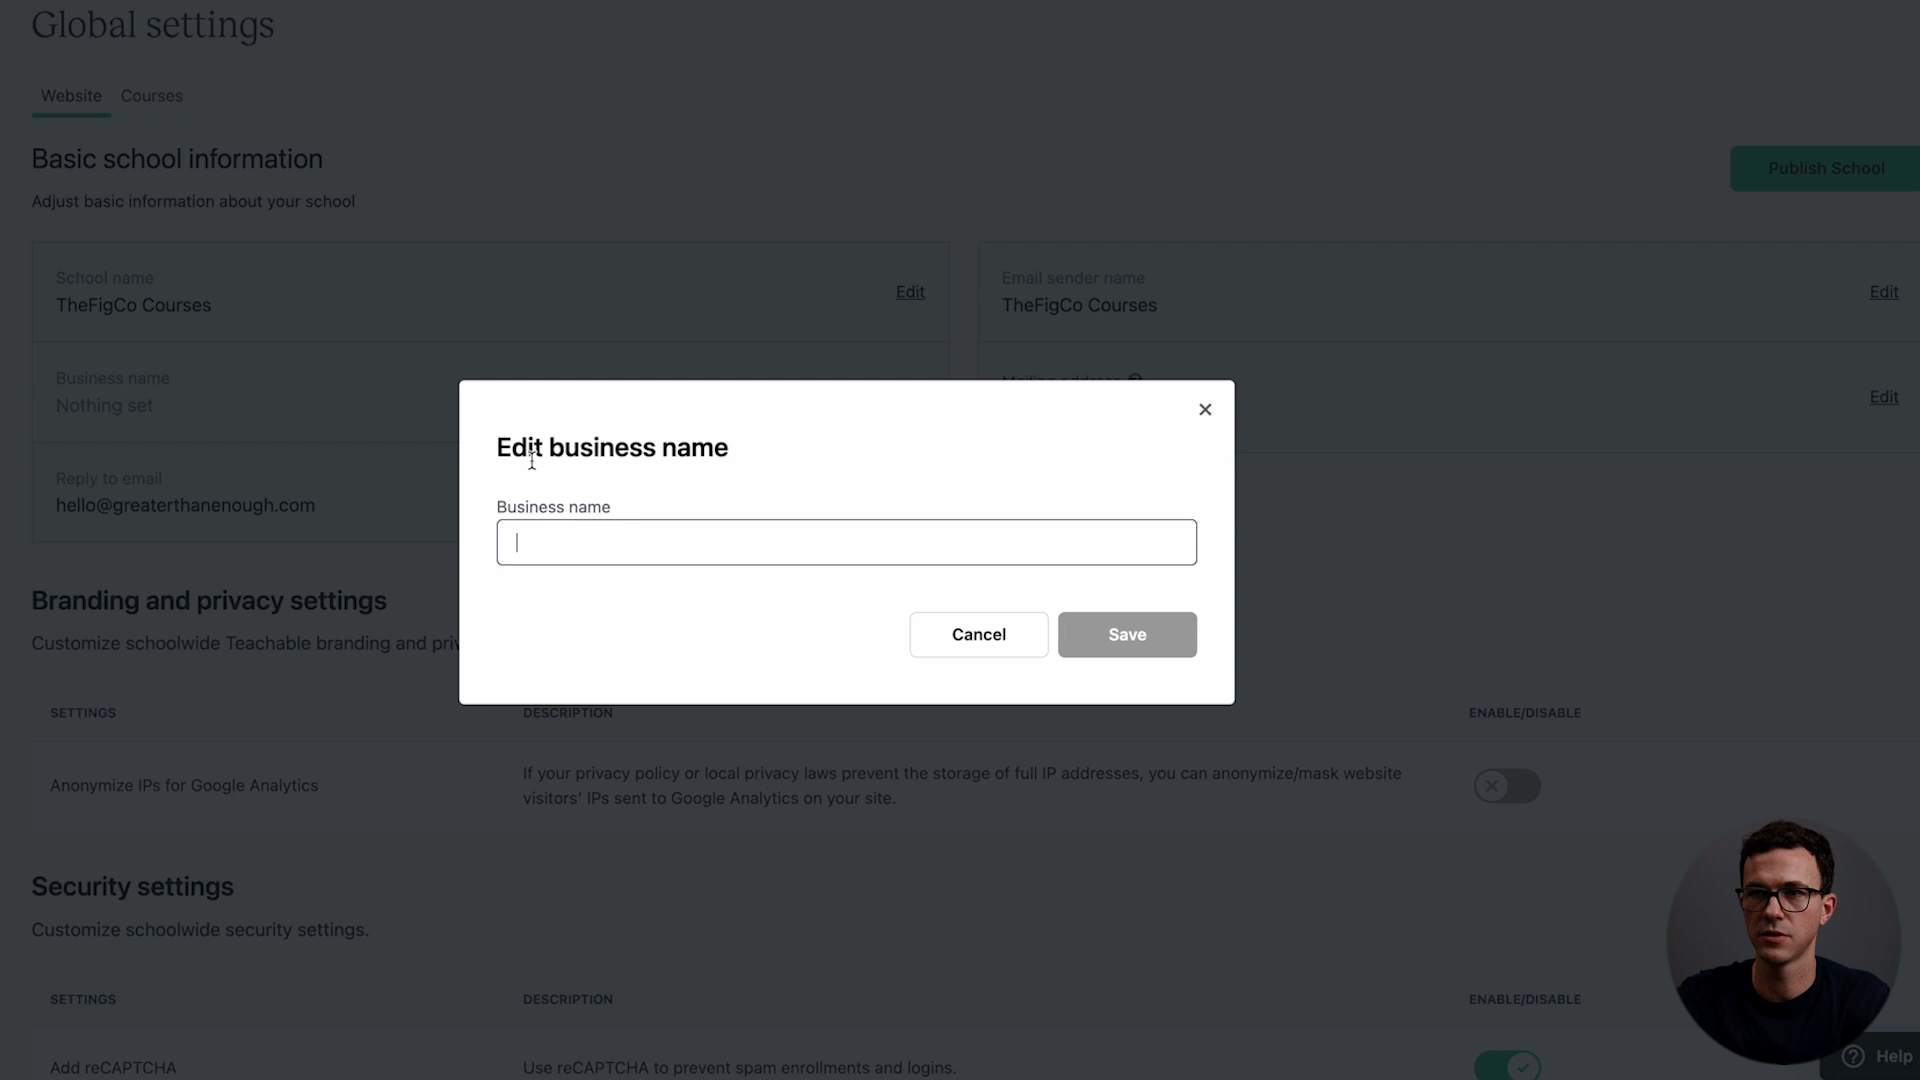 Global settings
Website Courses
Basic school information
Publish School
Adjust basic information about your school
School name
TheFigCo Courses
Edit
Email sender name
TheFigCo Courses
Edit
Business name
Nothing set
Mailing address
Edit
Edit business name
Business name
Reply to email
hello@greaterthanenough.com
Cancel Save
Branding and privacy settings
Customize schoolwide Teachable branding and priv
SETTINGS DESCRIPTION ENABLE/DISABLE
Anonymize IPs for Google Analytics
If your privacy policy or local privacy laws prevent the storage of full IP addresses, you can anonymize/mask website
visitors' IPs sent to Google Analytics on your site.
Security settings
Customize schoolwide security settings.
SETTINGS DESCRIPTION ENABLE/DISABLE
Add reCAPTCHA Use reCAPTCHA to prevent spam enrollments and logins.
Help